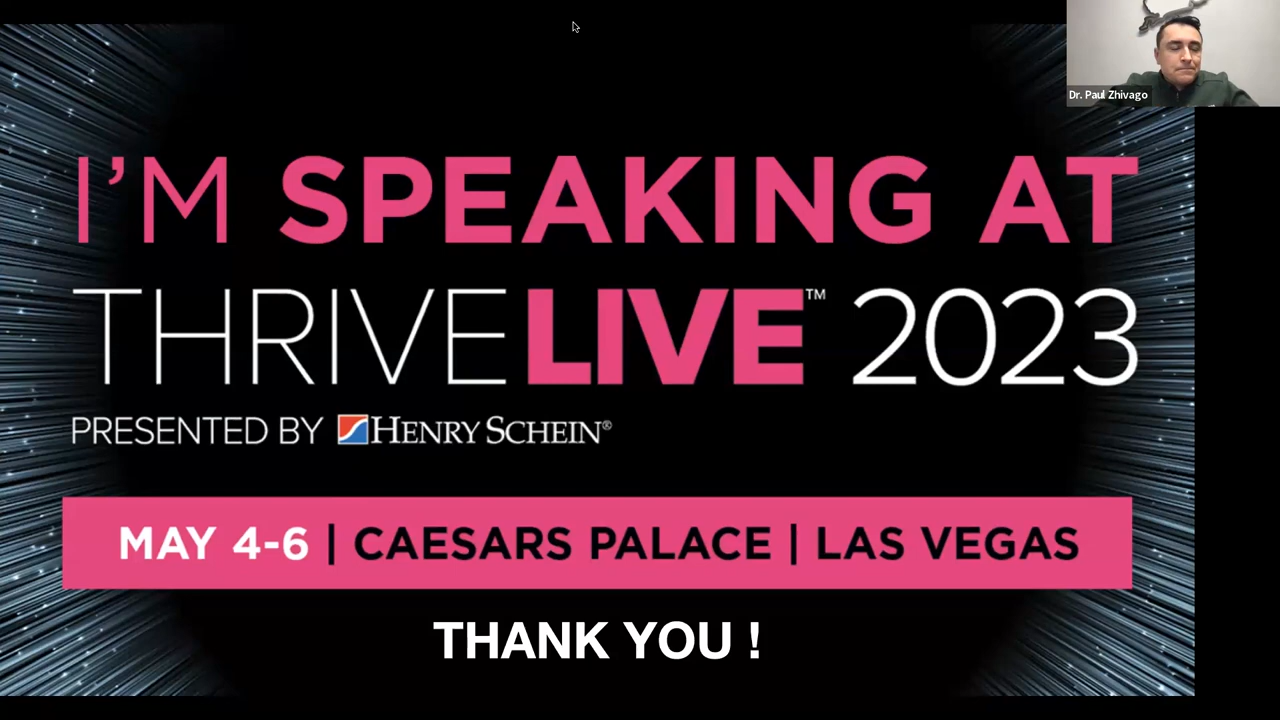 Dr. Paul Zhivago
I'M SPEAKING AT
THRIVELIVE™ 2023
PRESENTED BY HENRY SCHEIN®
MAY 4-6 | CAESARS PALACE | LAS VEGAS
THANK YOU !